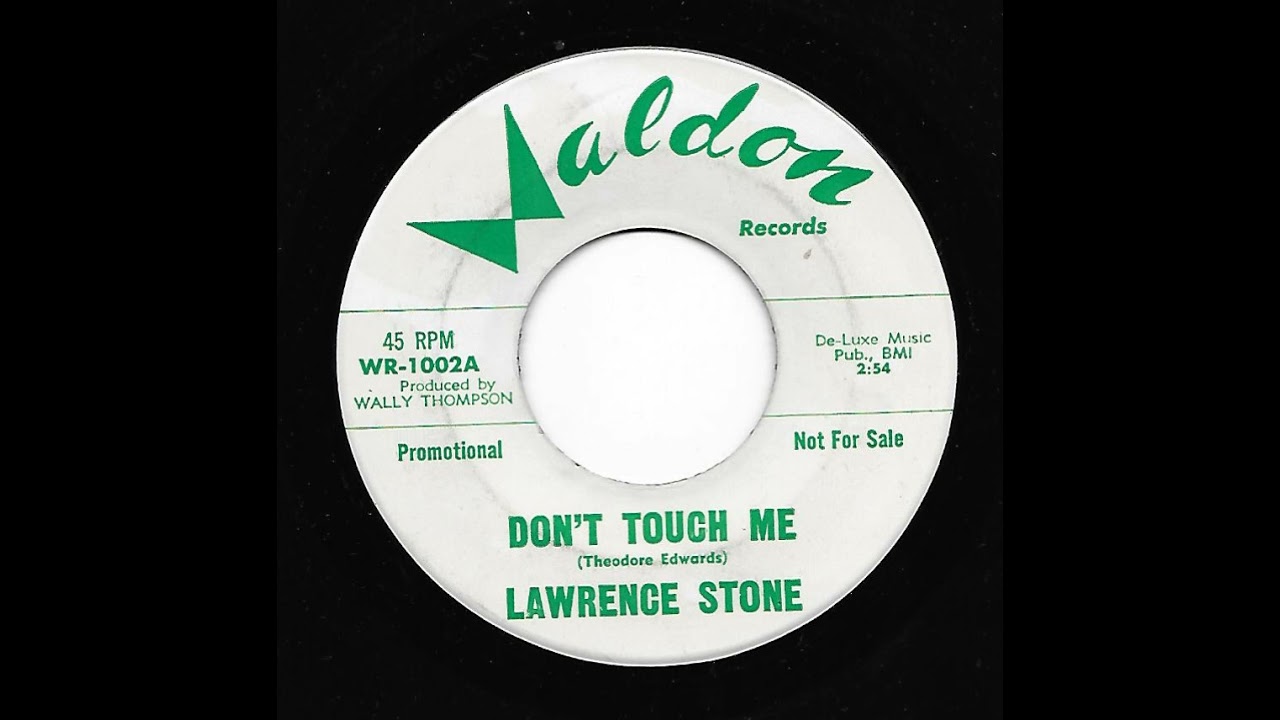 Waldon
Records
45 RPM
WR-1002A
Produced by
WALLY THOMPSON
De-Luxe Music
Pub., BMI
2:54
Promotional
Not For Sale
DON'T TOUCH ME
(Theodore Edwards)
LAWRENCE STONE